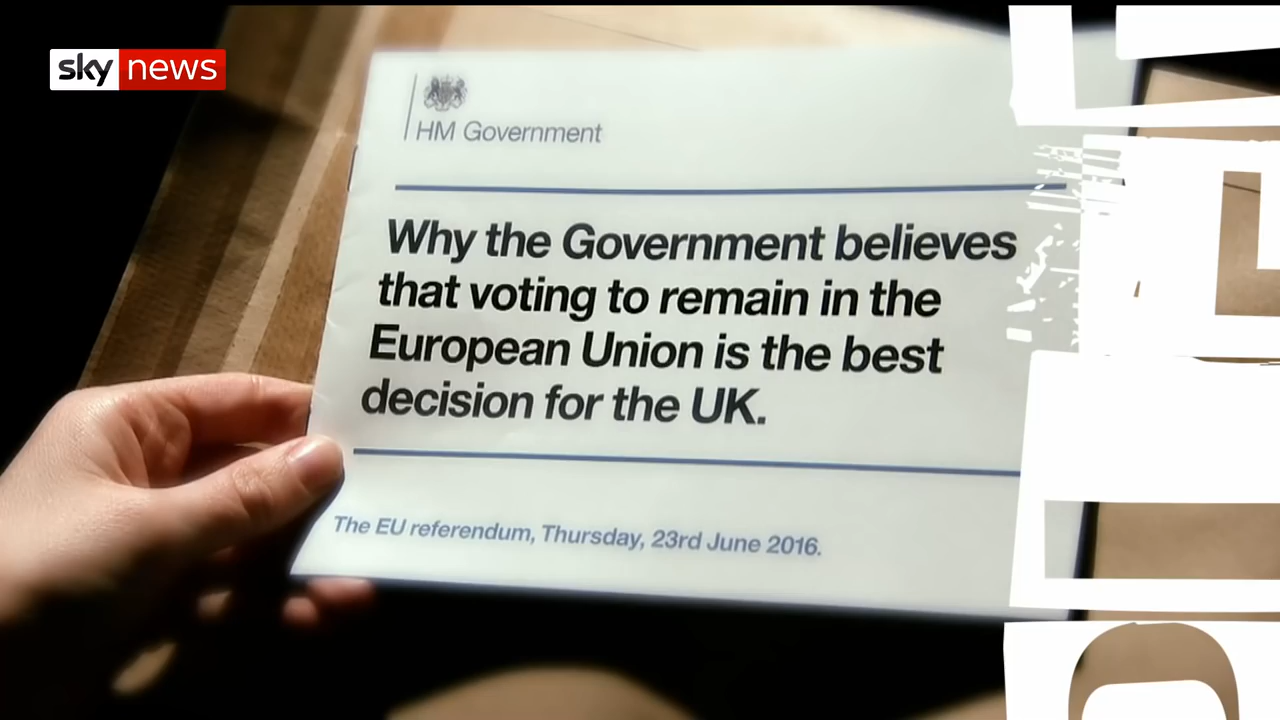 sky news
HM Government
Why the Government believes
that voting to remain in the
European Union is the best
decision for the UK.
The EU referendum, Thursday, 23rd June 2016.